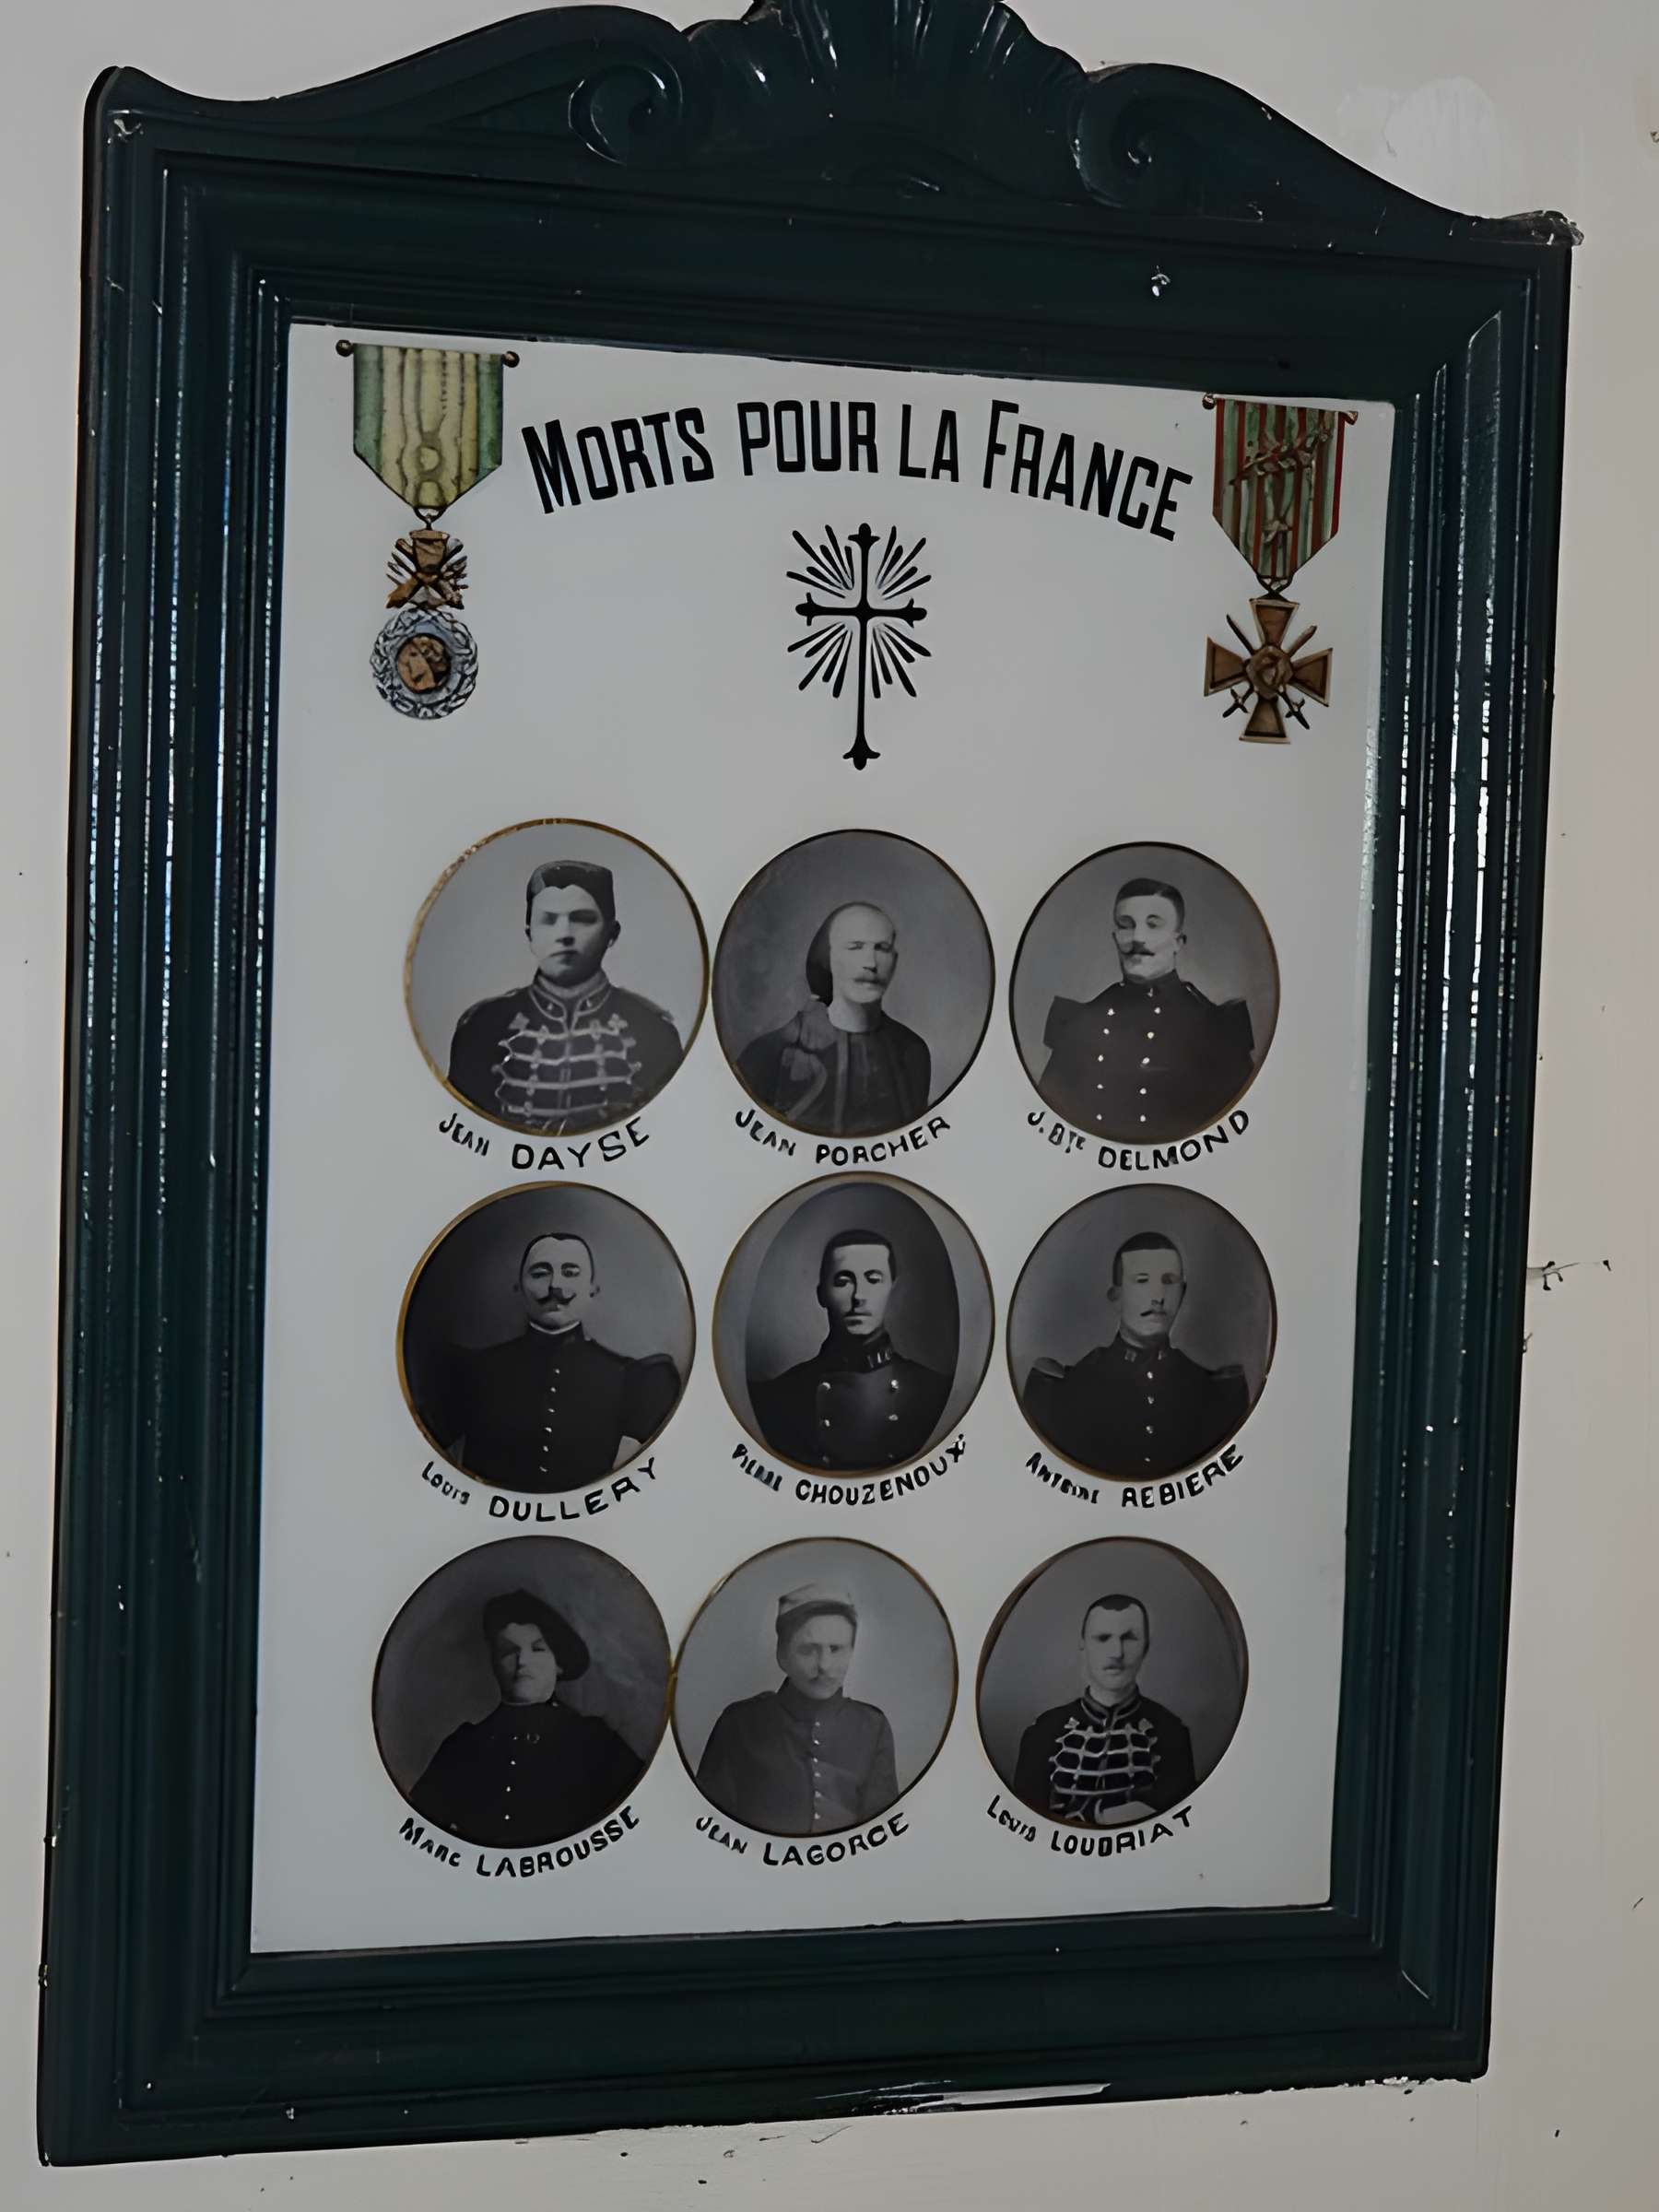 MORTS POUR LA FRANCE
JEAN DAYSE
JEAN PORCHER
J. BTE DELMOND
LOUIS DULLERY
PIERRE CHOUZENOUX
ANTOINE REBIERE
MARC LABROUSSE
JEAN LAGORCE
LOUIS LOUBRIAT